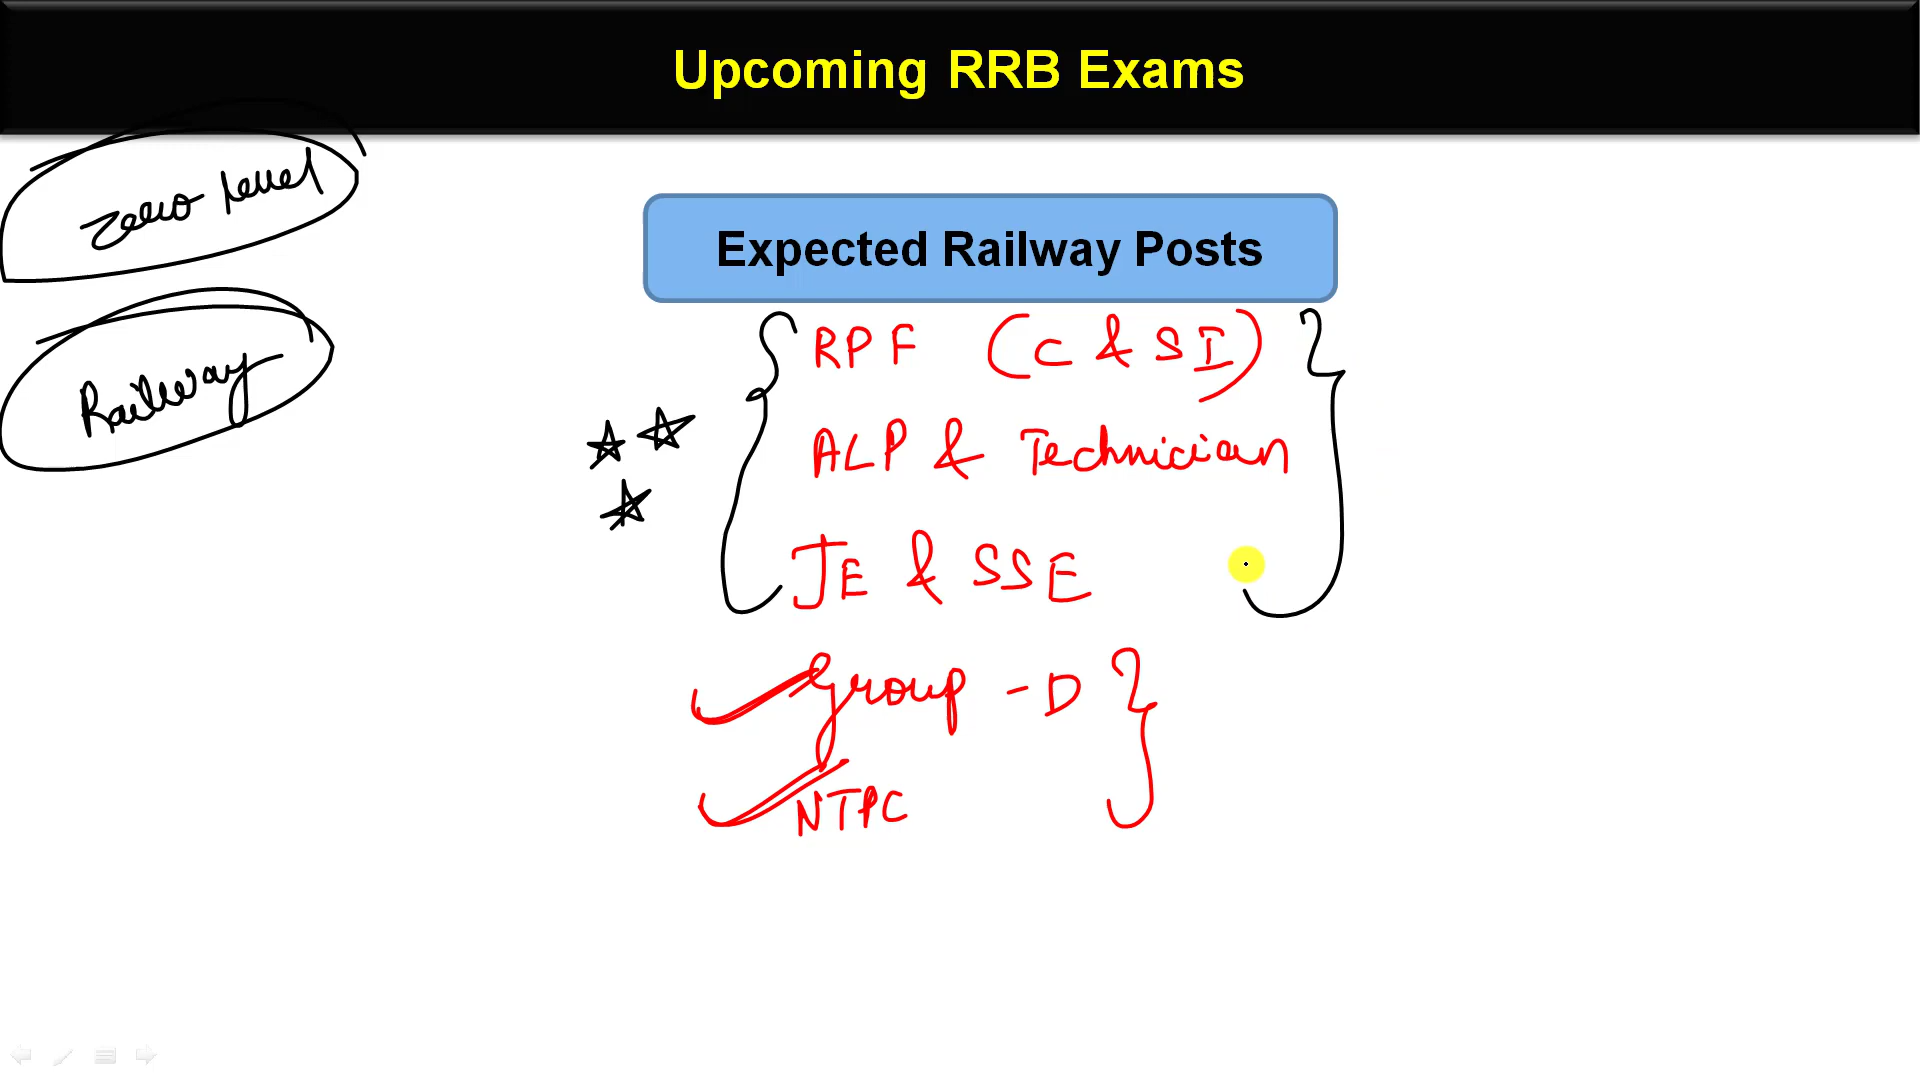 Upcoming RRB Exams
Zero Level
Railway
Expected Railway Posts
RPF (C & SI)
ALP & Technician
JE & SSE
Group - D
NTPC